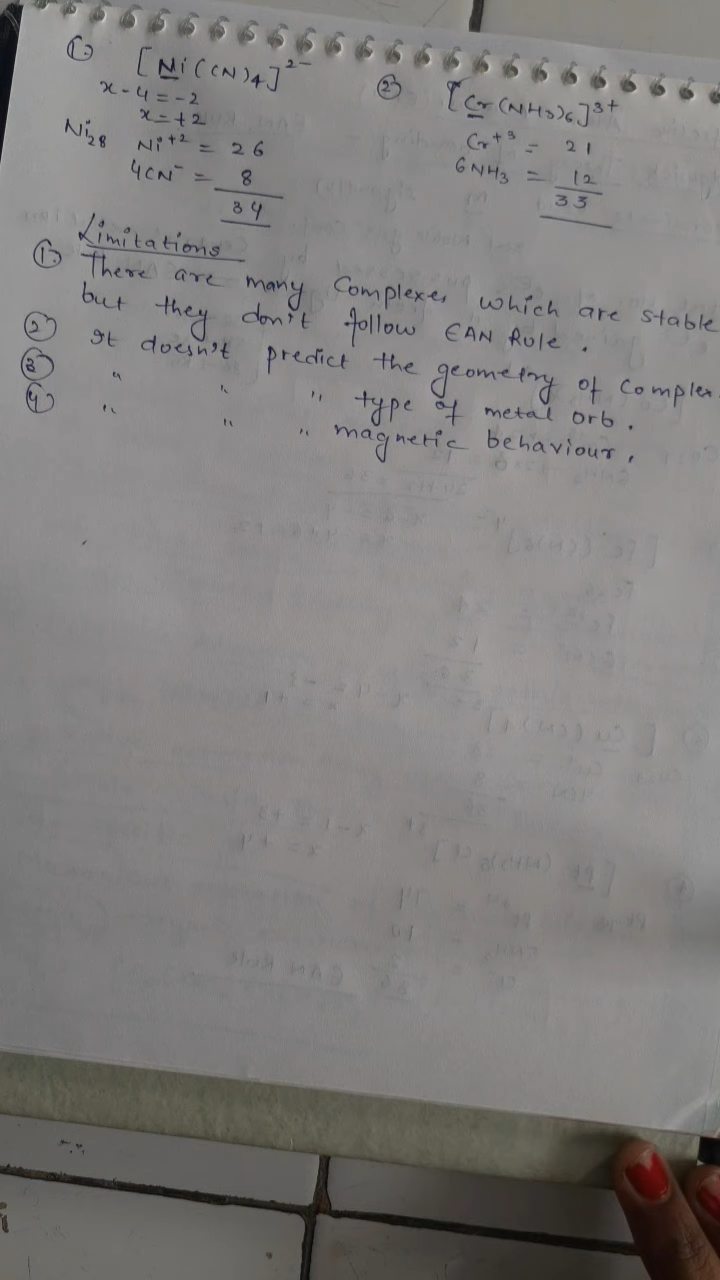 ① [Ni(CN)4]2-
x-4=-2
x=+2
Ni28 Ni+2 = 26
4CN- = 8
34
② [Cr(NH3)6]3+
Cr+3 = 21
6NH3 = 12
33
Limitations
① There are many Complexes which are stable
but they don't follow EAN Rule.
② It doesn't predict the geometry of Complex.
③ " " " type of metal orb.
④ " " " magnetic behaviour.